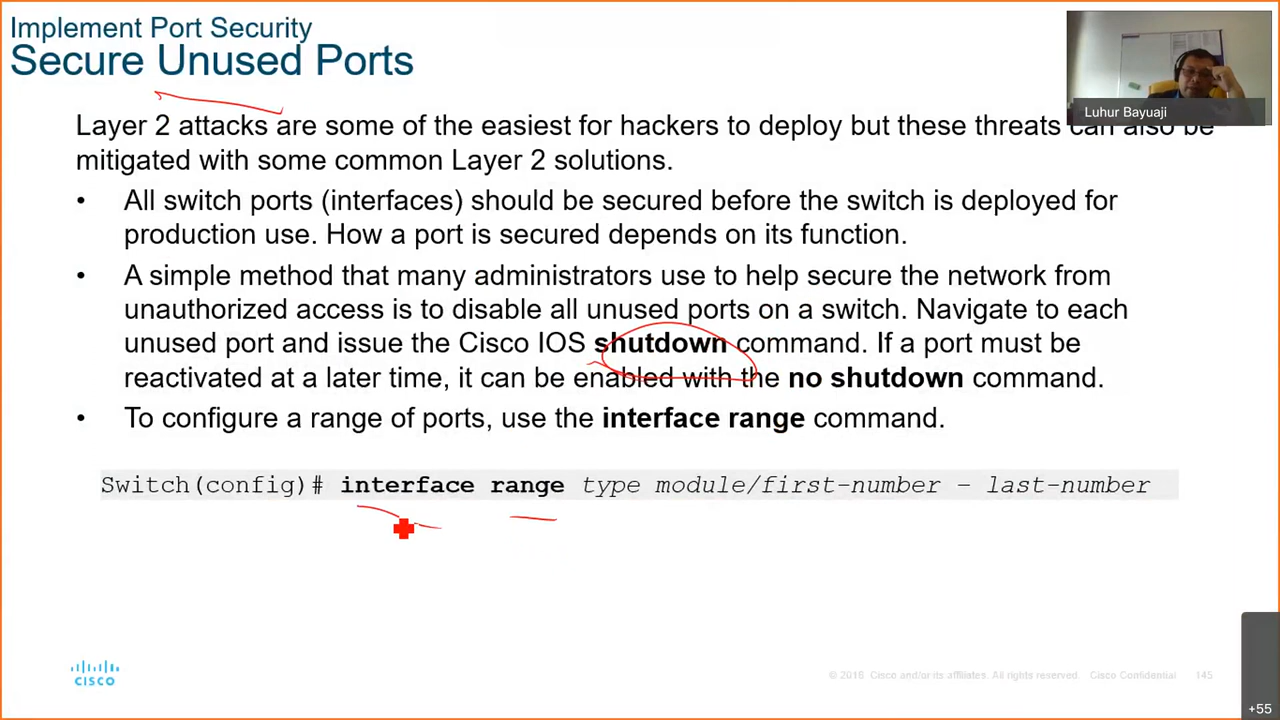 Implement Port Security
Secure Unused Ports
Luhur Bayuaji
Layer 2 attacks are some of the easiest for hackers to deploy but these threats can also be
mitigated with some common Layer 2 solutions.
• All switch ports (interfaces) should be secured before the switch is deployed for
production use. How a port is secured depends on its function.
• A simple method that many administrators use to help secure the network from
unauthorized access is to disable all unused ports on a switch. Navigate to each
unused port and issue the Cisco IOS shutdown command. If a port must be
reactivated at a later time, it can be enabled with the no shutdown command.
• To configure a range of ports, use the interface range command.
Switch(config)# interface range type module/first-number – last-number
CISCO
© 2018 Cisco and/or its affiliates. All rights reserved. Cisco Confidential 145
+55